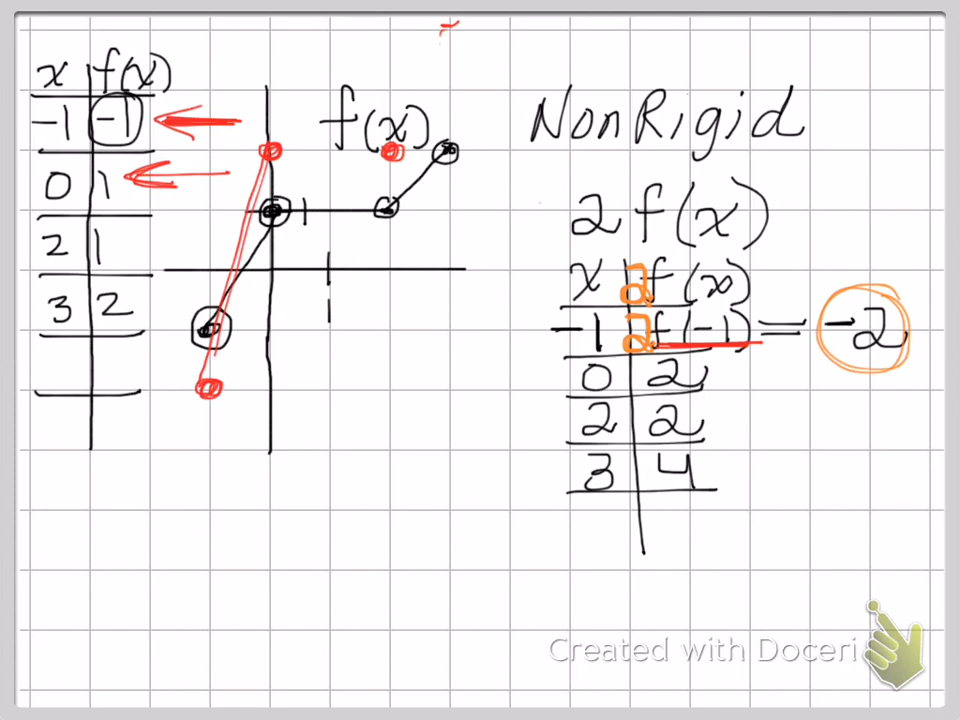 x f(x)
-1 -1
0 1
2 1
3 2
f(x)
1
1
NonRigid
2 f(x)
x 2f(x)
-1 2f(-1) = -2
0 2
2 2
3 4
Created with Doceri